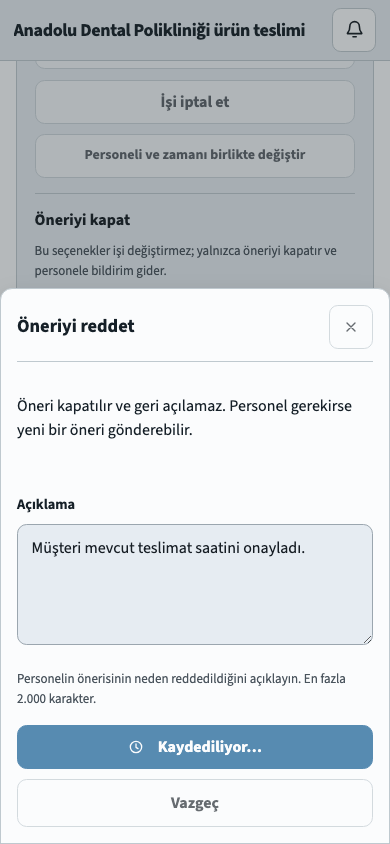 Anadolu Dental Polikliniği ürün teslimi
İşi iptal et
Personeli ve zamanı birlikte değiştir
Öneriyi kapat
Bu seçenekler işi değiştirmez; yalnızca öneriyi kapatır ve
personele bildirim gider.
Öneriyi reddet
Öneri kapatılır ve geri açılamaz. Personel gerekirse
yeni bir öneri gönderebilir.
Açıklama
Müşteri mevcut teslimat saatini onayladı.
Personelin önerisinin neden reddedildiğini açıklayın. En fazla
2.000 karakter.
Kaydediliyor…
Vazgeç